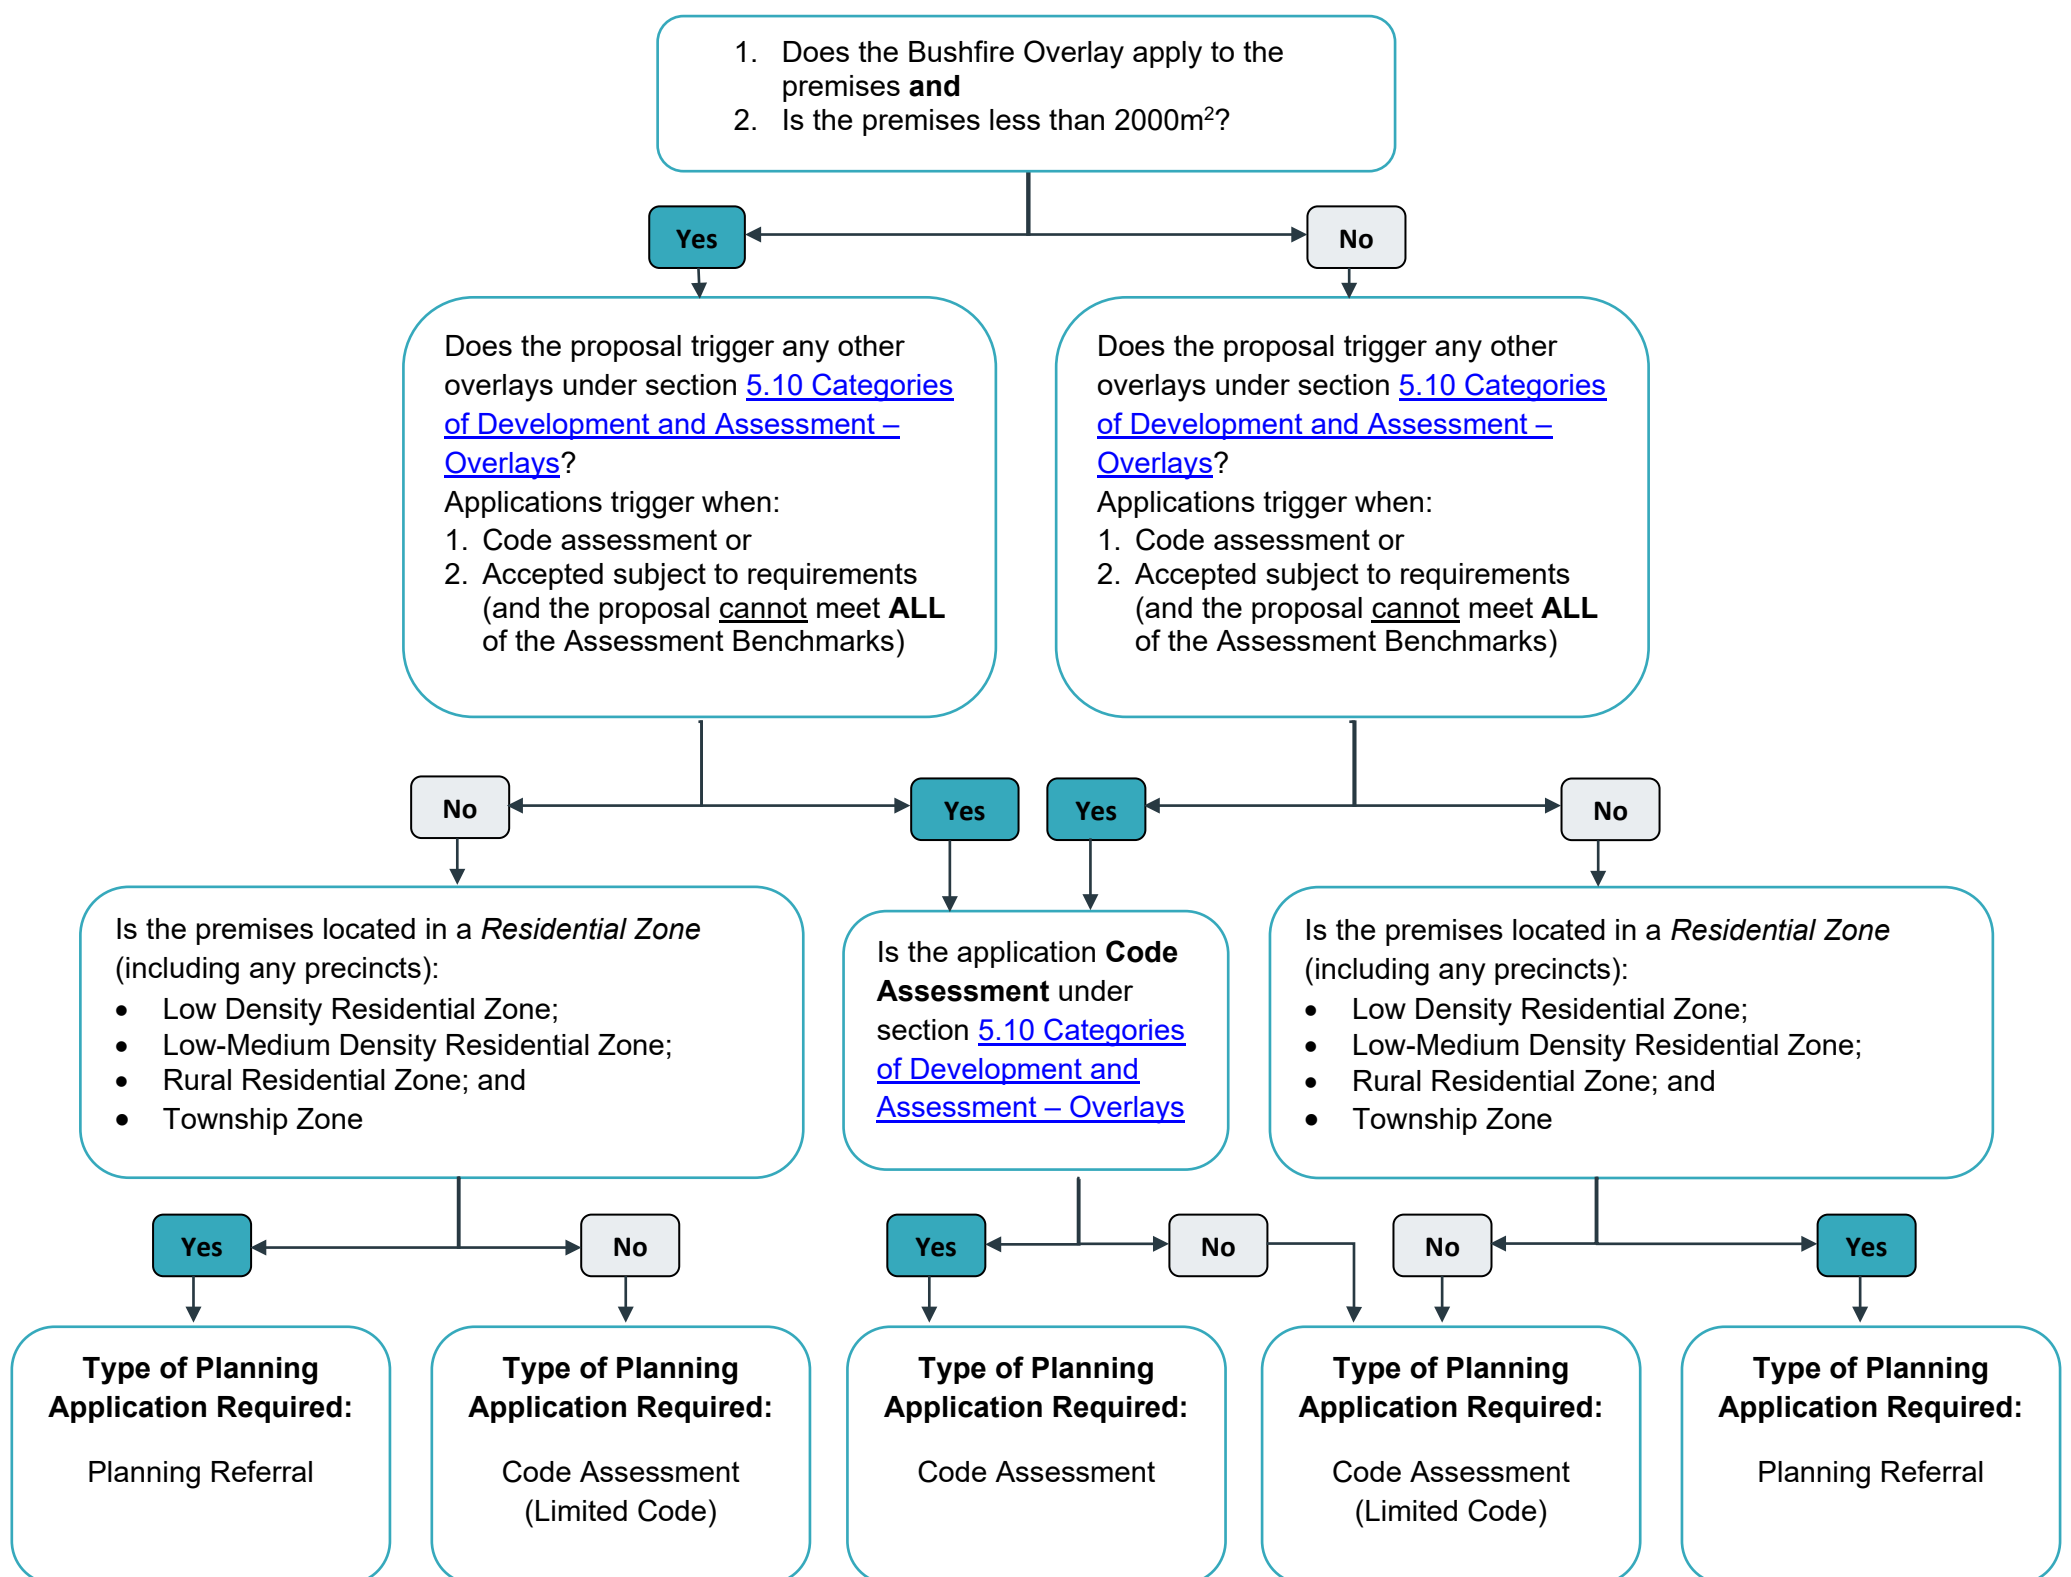 1. Does the Bushfire Overlay apply to the
premises and
2. Is the premises less than 2000m²?
Yes
No
Does the proposal trigger any other
overlays under section 5.10 Categories
of Development and Assessment –
Overlays?
Applications trigger when:
1. Code assessment or
2. Accepted subject to requirements
(and the proposal cannot meet ALL
of the Assessment Benchmarks)
Does the proposal trigger any other
overlays under section 5.10 Categories
of Development and Assessment –
Overlays?
Applications trigger when:
1. Code assessment or
2. Accepted subject to requirements
(and the proposal cannot meet ALL
of the Assessment Benchmarks)
No
Yes
Yes
No
Is the premises located in a Residential Zone
(including any precincts):
• Low Density Residential Zone;
• Low-Medium Density Residential Zone;
• Rural Residential Zone; and
• Township Zone
Is the application Code
Assessment under
section 5.10 Categories
of Development and
Assessment – Overlays
Is the premises located in a Residential Zone
(including any precincts):
• Low Density Residential Zone;
• Low-Medium Density Residential Zone;
• Rural Residential Zone; and
• Township Zone
Yes
No
Yes
No
No
Yes
Type of Planning
Application Required:
Planning Referral
Type of Planning
Application Required:
Code Assessment
(Limited Code)
Type of Planning
Application Required:
Code Assessment
Type of Planning
Application Required:
Code Assessment
(Limited Code)
Type of Planning
Application Required:
Planning Referral